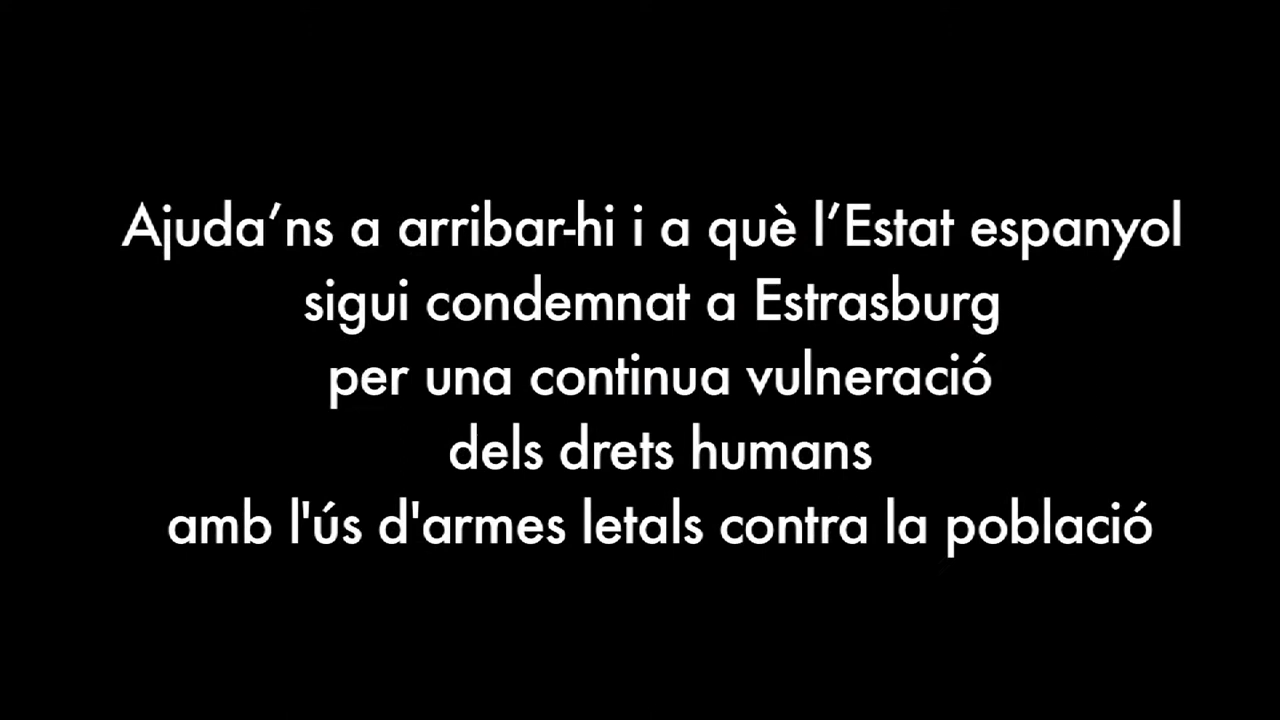 Ajuda’ns a arribar-hi i a què l’Estat espanyol
sigui condemnat a Estrasburg
per una continua vulneració
dels drets humans
amb l'ús d'armes letals contra la població